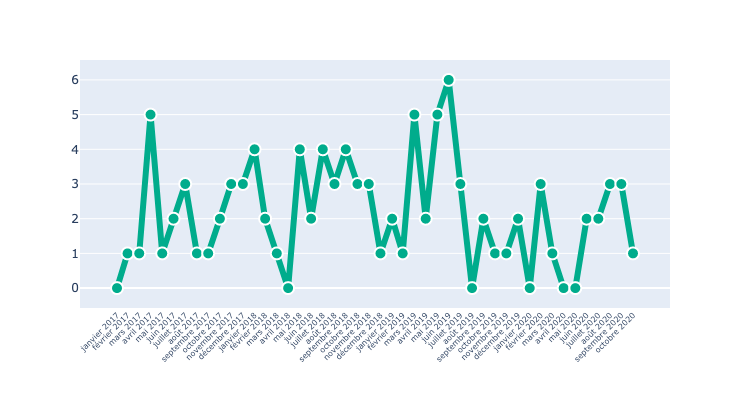 6
5
4
3
2
1
0
janvier 2017
février 2017
mars 2017
avril 2017
mai 2017
juin 2017
juillet 2017
août 2017
septembre 2017
octobre 2017
novembre 2017
décembre 2017
janvier 2018
février 2018
mars 2018
avril 2018
mai 2018
juin 2018
juillet 2018
août 2018
septembre 2018
octobre 2018
novembre 2018
décembre 2018
janvier 2019
février 2019
mars 2019
avril 2019
mai 2019
juin 2019
juillet 2019
août 2019
septembre 2019
octobre 2019
novembre 2019
décembre 2019
janvier 2020
février 2020
mars 2020
avril 2020
mai 2020
juin 2020
juillet 2020
août 2020
septembre 2020
octobre 2020